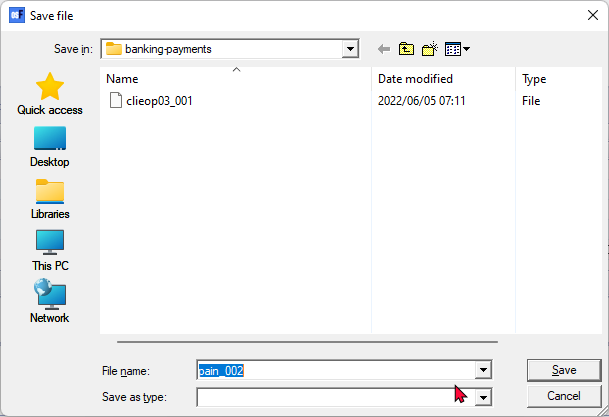 Save file
Save in: banking-payments
Name Date modified Type
clieop03_001 2022/06/05 07:11 File
Quick access
Desktop
Libraries
This PC
Network
File name: pain_002 Save
Save as type: Cancel